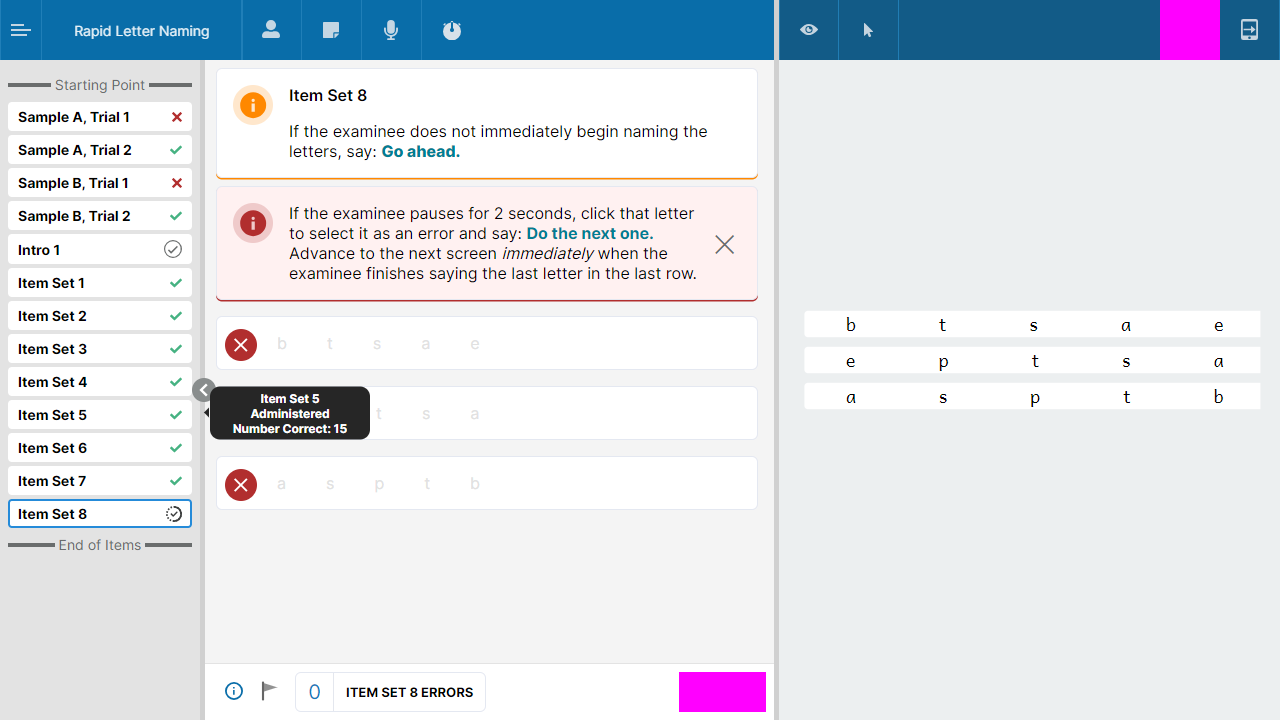 Rapid Letter Naming
Starting Point
Sample A, Trial 1
Sample A, Trial 2
Sample B, Trial 1
Sample B, Trial 2
Intro 1
Item Set 1
Item Set 2
Item Set 3
Item Set 4
Item Set 5
Item Set 6
Item Set 7
Item Set 8
End of Items
Item Set 8
If the examinee does not immediately begin naming the
letters, say: Go ahead.
If the examinee pauses for 2 seconds, click that letter
to select it as an error and say: Do the next one.
Advance to the next screen immediately when the
examinee finishes saying the last letter in the last row.
b t s a e
Item Set 5
Administered
Number Correct: 15
t s a
a s p t b
0 ITEM SET 8 ERRORS
b t s a e
e p t s a
a s p t b